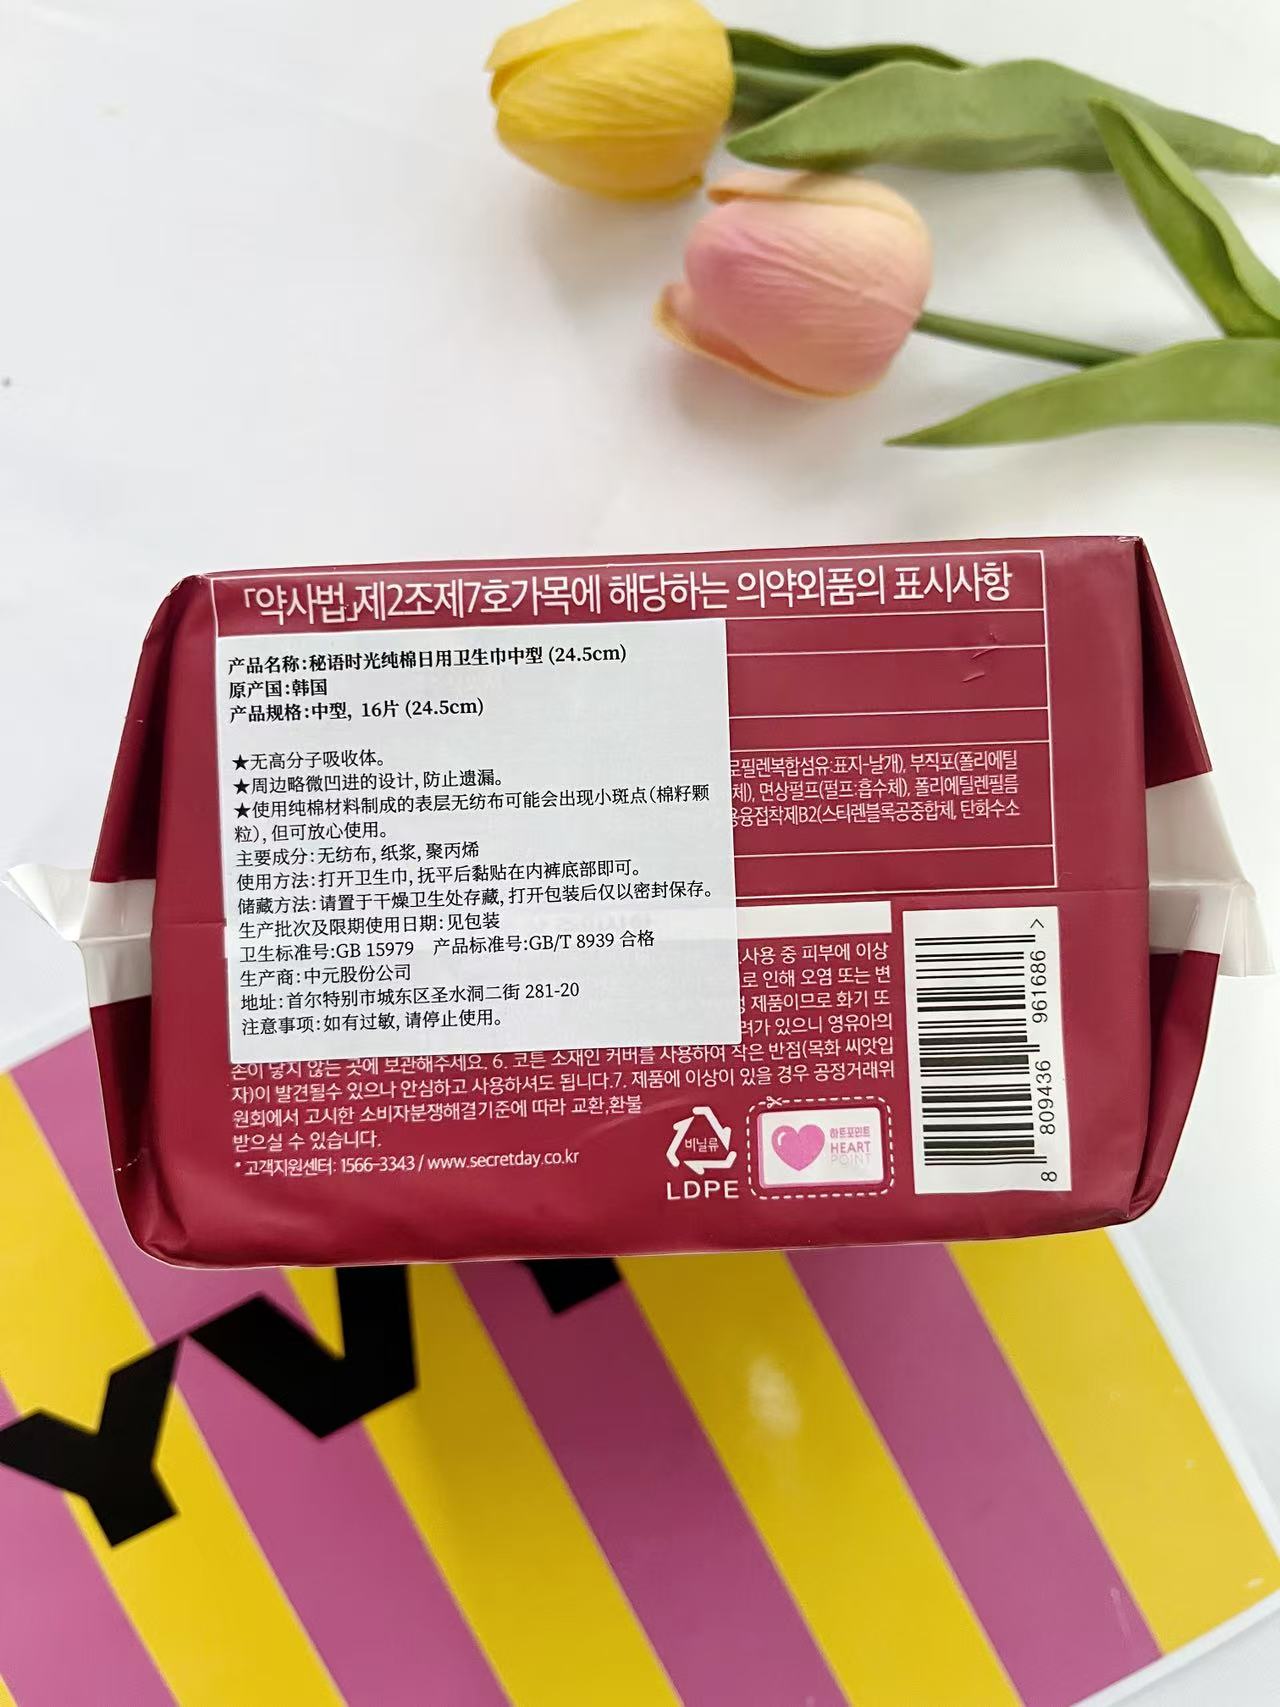 「약사법」제2조제7호가목에 해당하는 의약외품의 표시사항
产品名称:秘语时光纯棉日用卫生巾中型 (24.5cm)
原产国:韩国
产品规格:中型, 16片 (24.5cm)
★无高分子吸收体。
★周边略微凹进的设计, 防止遗漏。
★使用纯棉材料制成的表层无纺布可能会出现小斑点(棉籽颗
粒), 但可放心使用。
主要成分:无纺布, 纸浆, 聚丙烯
使用方法:打开卫生巾, 抚平后黏贴在内裤底部即可。
储藏方法:请置于干燥卫生处存藏, 打开包装后仅以密封保存。
生产批次及限期使用日期:见包装
卫生标准号:GB 15979 产品标准号:GB/T 8939 合格
生产商:中元股份公司
地址:首尔特别市城东区圣水洞二街 281-20
注意事项:如有过敏, 请停止使用。
로필렌복합섬유:표지-날개), 부직포(폴리에틸
체), 면상펄프(펄프:흡수체), 폴리에틸렌필름
용융접착제B2(스티렌블록공중합체, 탄화수소
사용 중 피부에 이상
로 인해 오염 또는 변
제품이므로 화기 또
려가 있으니 영유아의
손이 닿지 않는 곳에 보관해주세요. 6. 코튼 소재인 커버를 사용하여 작은 반점(목화 씨앗입
자)이 발견될수 있으나 안심하고 사용하셔도 됩니다.7. 제품에 이상이 있을 경우 공정거래위
원회에서 고시한 소비자분쟁해결기준에 따라 교환,환불
받으실 수 있습니다.
*고객지원센터: 1566-3343 / www.secretday.co.kr
비닐류
LDPE
하트포인트
HEART
POINT
8 809436 961686 >